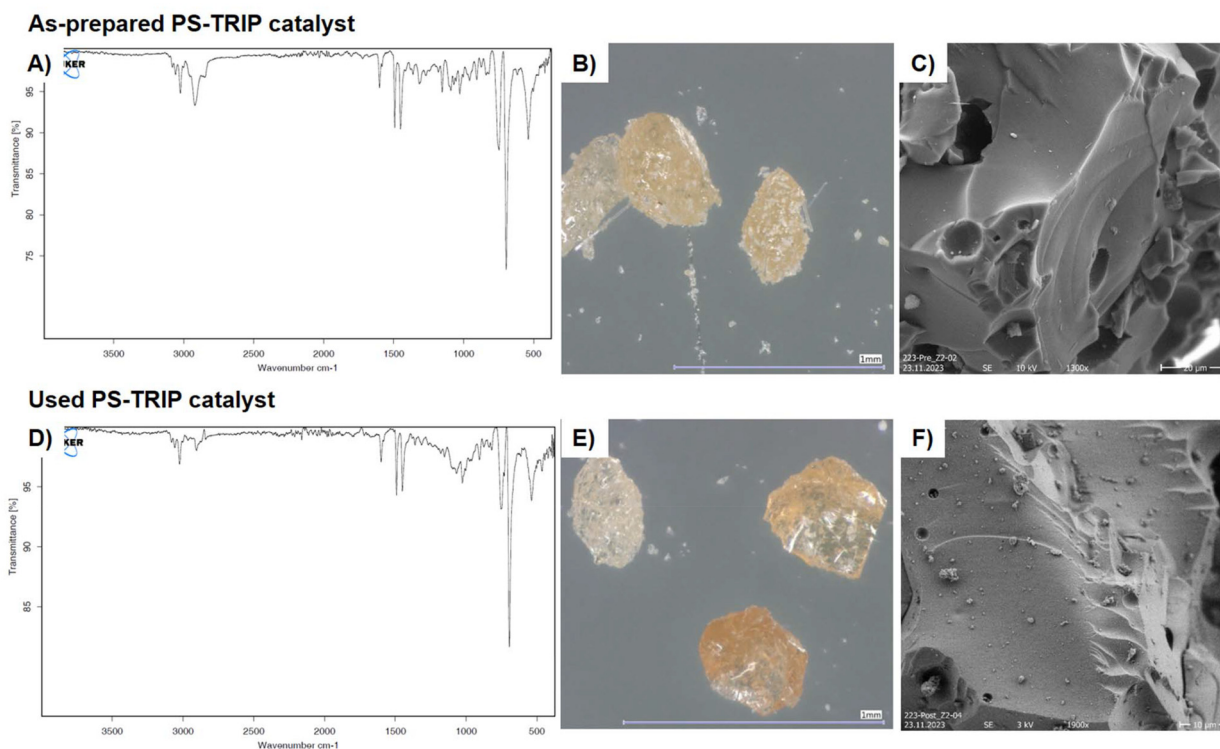 As-prepared PS-TRIP catalyst
A)
KER
Transmittance [%]
95
90
85
80
75
3500
3000
2500
2000
1500
1000
500
Wavenumber cm-1
B)
1mm
C)
223-Pre_Z2-02
23.11.2023 SE 10 kV 1300x
20 µm
Used PS-TRIP catalyst
D)
KER
Transmittance [%]
95
90
85
3500
3000
2500
2000
1500
1000
500
Wavenumber cm-1
E)
1mm
F)
223-Post_Z2-04
23.11.2023 SE 3 kV 1900x
10 µm